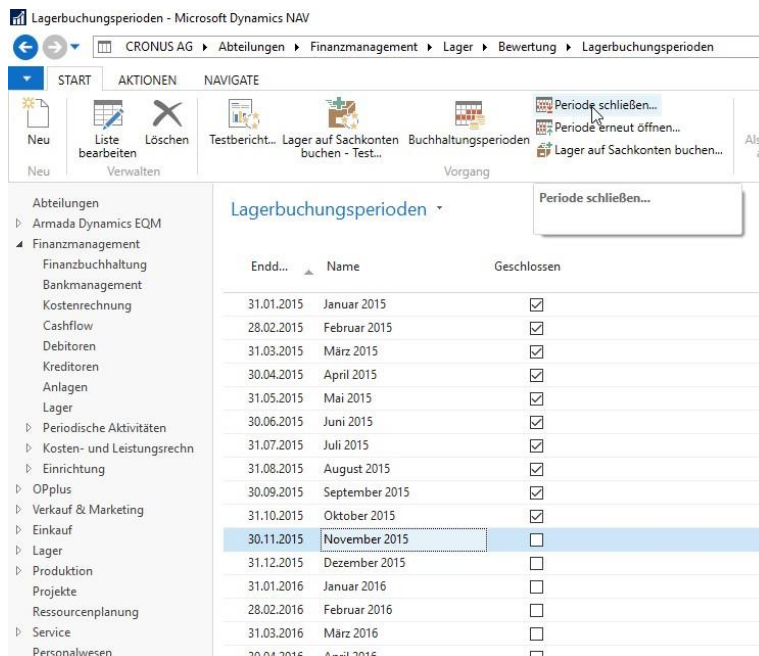 Lagerbuchungsperioden - Microsoft Dynamics NAV
CRONUS AG ▸ Abteilungen ▸ Finanzmanagement ▸ Lager ▸ Bewertung ▸ Lagerbuchungsperioden
START AKTIONEN NAVIGATE
Neu
Liste bearbeiten
Löschen
Testbericht...
Lager auf Sachkonten buchen - Test...
Buchhaltungsperioden
Periode schließen...
Periode erneut öffnen...
Lager auf Sachkonten buchen...
Als
Neu Verwalten Vorgang
Periode schließen...
Abteilungen
Armada Dynamics EQM
Finanzmanagement
Finanzbuchhaltung
Bankmanagement
Kostenrechnung
Cashflow
Debitoren
Kreditoren
Anlagen
Lager
Periodische Aktivitäten
Kosten- und Leistungsrechn
Einrichtung
OPplus
Verkauf & Marketing
Einkauf
Lager
Produktion
Projekte
Ressourcenplanung
Service
Personalwesen
Lagerbuchungsperioden
Endd... Name Geschlossen
31.01.2015 Januar 2015
28.02.2015 Februar 2015
31.03.2015 März 2015
30.04.2015 April 2015
31.05.2015 Mai 2015
30.06.2015 Juni 2015
31.07.2015 Juli 2015
31.08.2015 August 2015
30.09.2015 September 2015
31.10.2015 Oktober 2015
30.11.2015 November 2015
31.12.2015 Dezember 2015
31.01.2016 Januar 2016
28.02.2016 Februar 2016
31.03.2016 März 2016
30.04.2016 April 2016